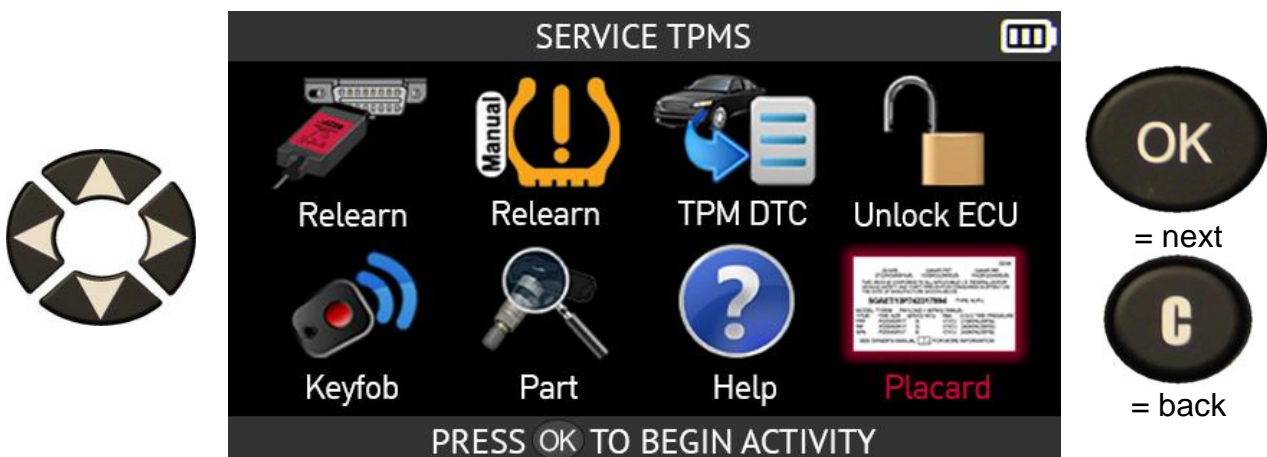 SERVICE TPMS
Manual
Relearn
Relearn
TPM DTC
Unlock ECU
OK
= next
Keyfob
Part
Help
Placard
C
= back
PRESS OK TO BEGIN ACTIVITY